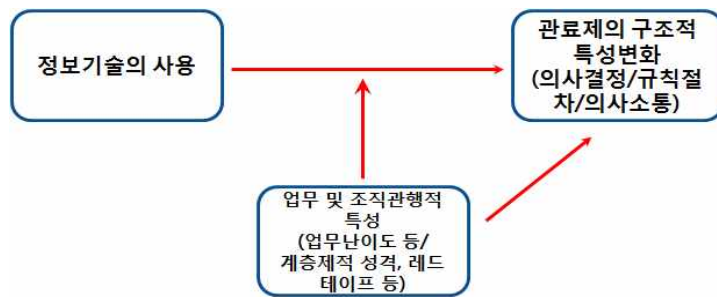 정보기술의 사용
관료제의 구조적
특성변화
(의사결정/규칙절
차/의사소통)
업무 및 조직관행적
특성
(업무난이도 등/
계층제적 성격, 레드
테이프 등)